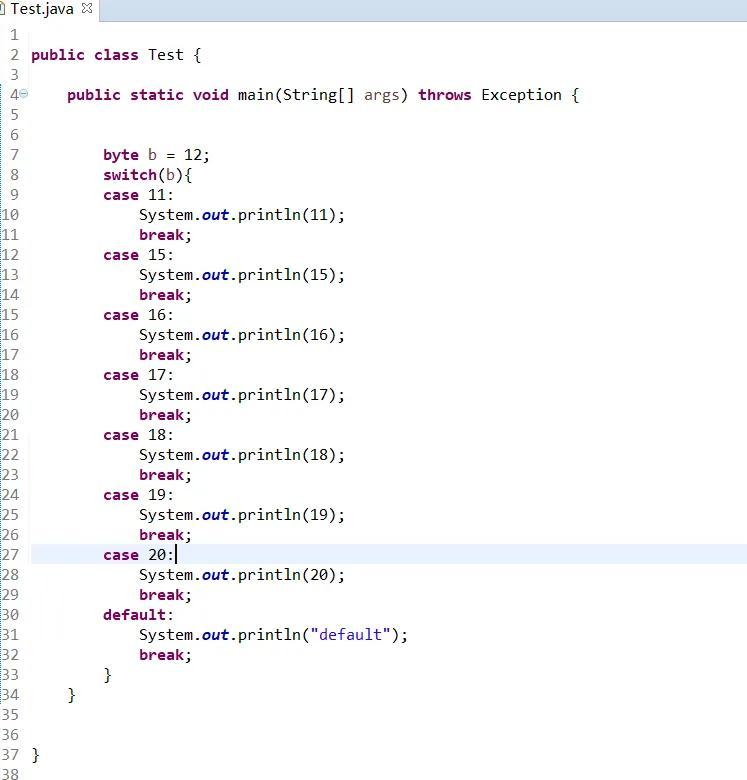 Test.java
1
2 public class Test {
3
4 public static void main(String[] args) throws Exception {
5
6
7 byte b = 12;
8 switch(b){
9 case 11:
10 System.out.println(11);
11 break;
12 case 15:
13 System.out.println(15);
14 break;
15 case 16:
16 System.out.println(16);
17 break;
18 case 17:
19 System.out.println(17);
20 break;
21 case 18:
22 System.out.println(18);
23 break;
24 case 19:
25 System.out.println(19);
26 break;
27 case 20:
28 System.out.println(20);
29 break;
30 default:
31 System.out.println("default");
32 break;
33 }
34 }
35
36
37 }
38